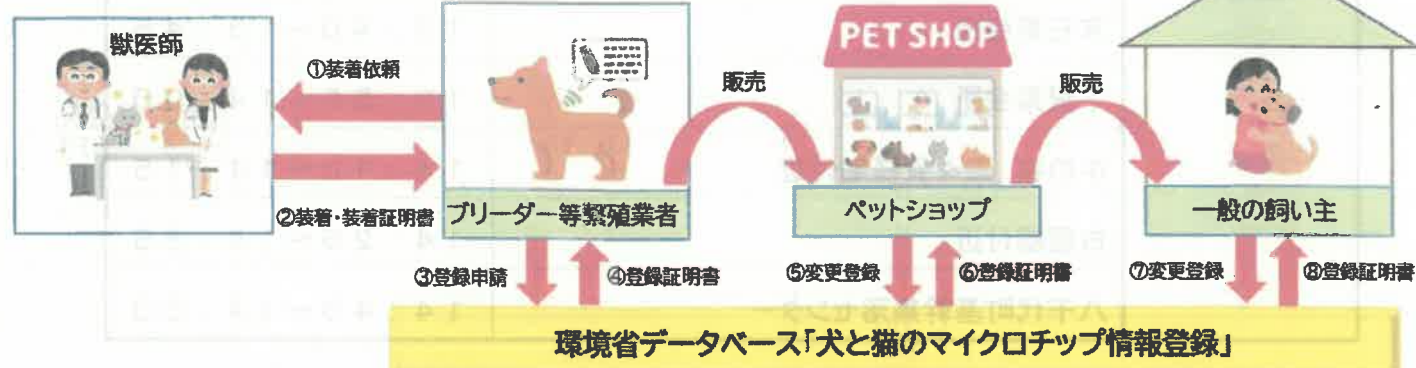 獣医師
①装着依頼
②装着・装着証明書
ブリーダー等繁殖業者
販売
PET SHOP
ペットショップ
販売
一般の飼い主
③登録申請
④登録証明書
⑤変更登録
⑥登録証明書
⑦変更登録
⑧登録証明書
環境省データベース「犬と猫のマイクロチップ情報登録」